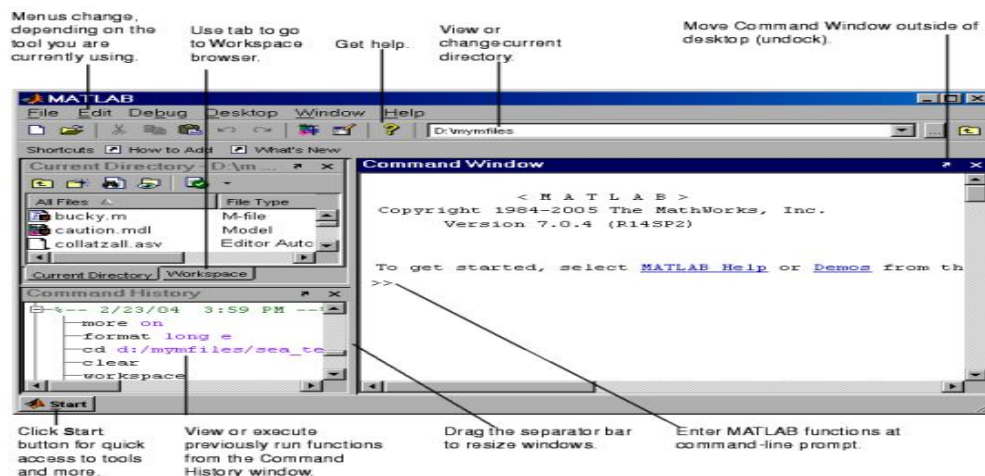 Menus change,
depending on the
tool you are
currently using.
Use tab to go
to Workspace
browser.
Get help.
View or
changecurrent
directory.
Move Command Window outside of
desktop (undock).
MATLAB
File Edit Debug Desktop Window Help
D:\mymfiles
Shortcuts How to Add What's New
Current Directory - D:\m...
All Files File Type
bucky.m M-file
caution.mdl Model
collatzall.asv Editor Auto
Current Directory Workspace
Command History
%-- 2/23/04 3:59 PM --%
more on
format long e
cd d:/mymfiles/sea_te
clear
workspace
Command Window
< M A T L A B >
Copyright 1984-2005 The MathWorks, Inc.
Version 7.0.4 (R14SP2)
To get started, select MATLAB Help or Demos from th
>>
Start
Click Start
button for quick
access to tools
and more.
View or execute
previously run functions
from the Command
History window.
Drag the separator bar
to resize windows.
Enter MATLAB functions at
command-line prompt.